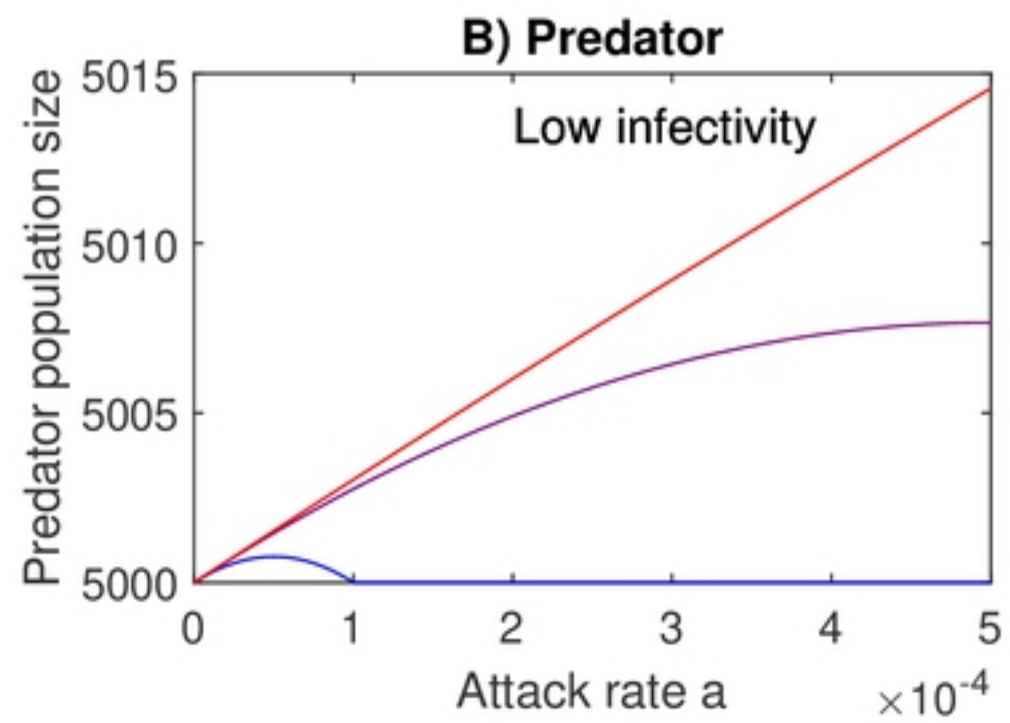 B) Predator
Predator population size
5015
5010
5005
5000
Low infectivity
0 1 2 3 4 5
Attack rate a
×10⁻⁴